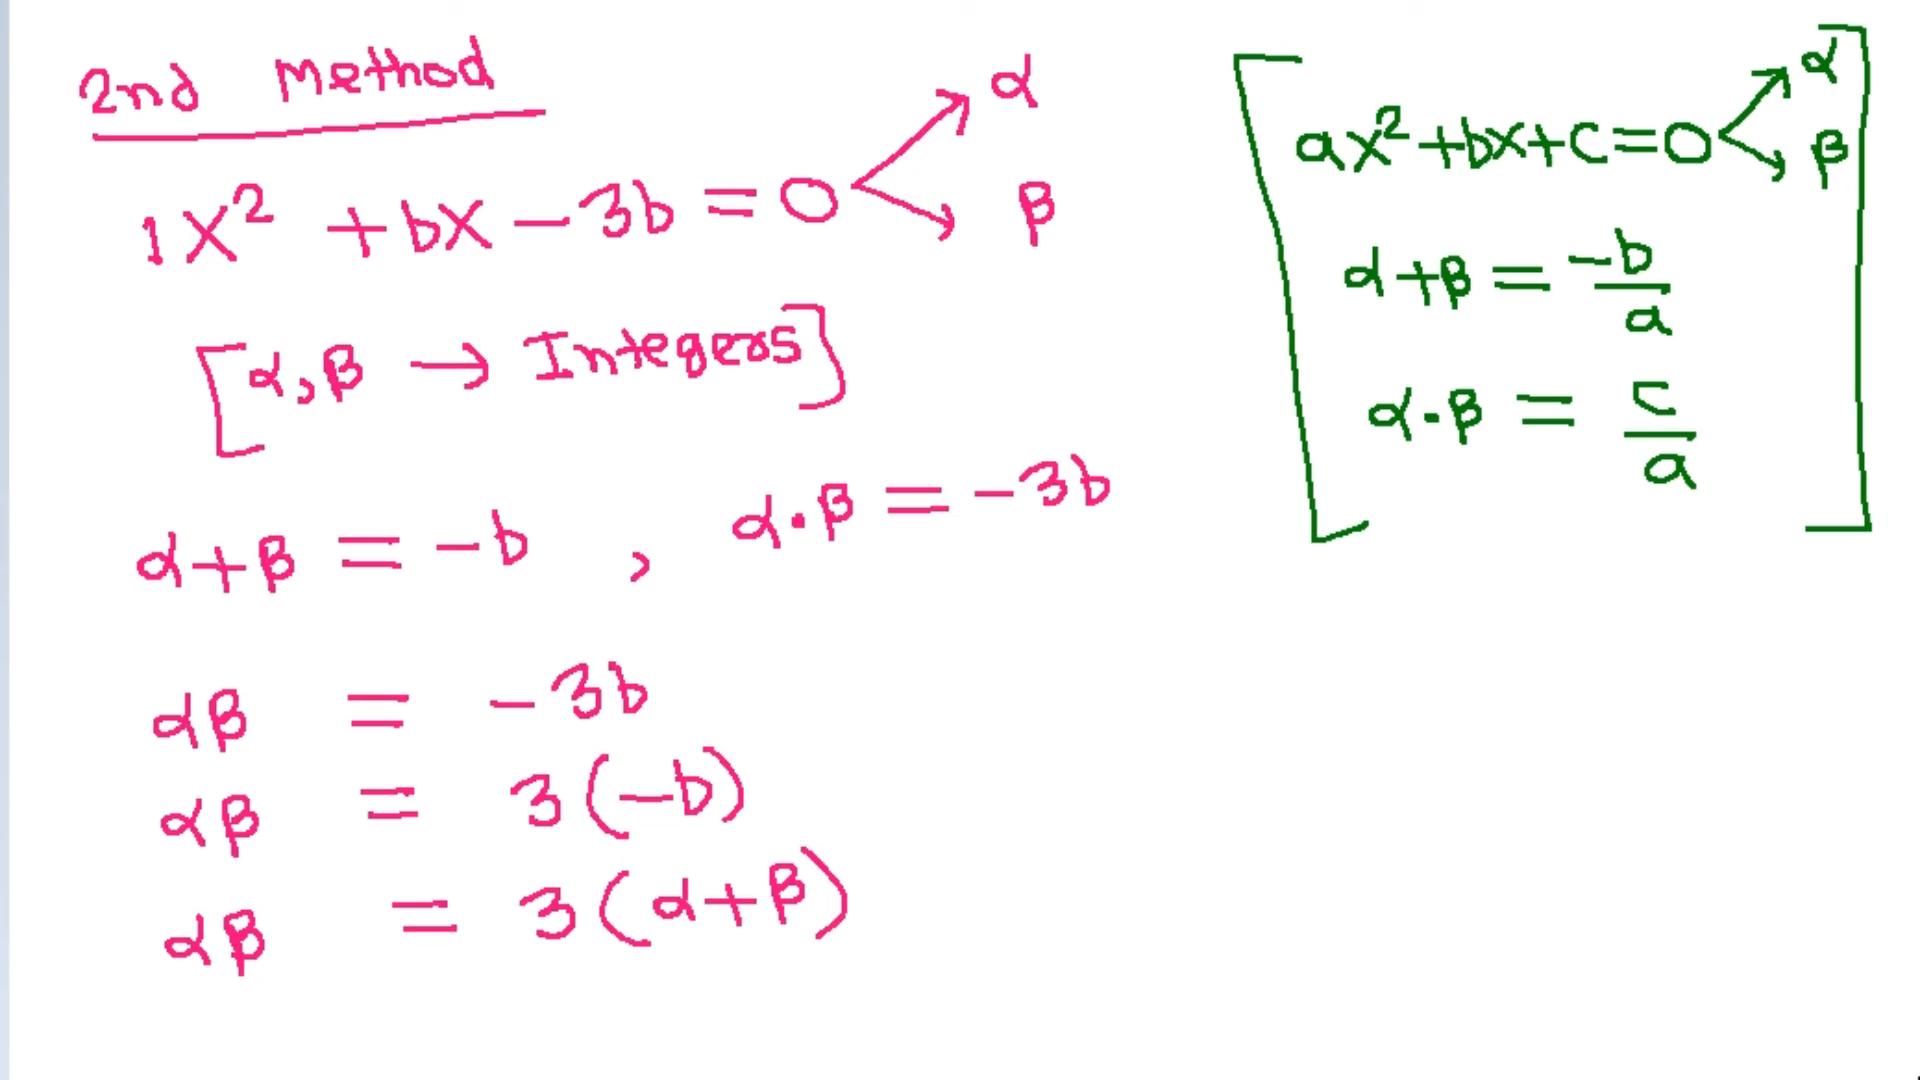 2nd Method
1x² + bx - 3b = 0 α
β
[α, β → Integers]
α+β = -b , α·β = -3b
αβ = -3b
αβ = 3(-b)
αβ = 3(α+β)
ax²+bx+c=0 α
β
α+β = -b/a
α·β = c/a